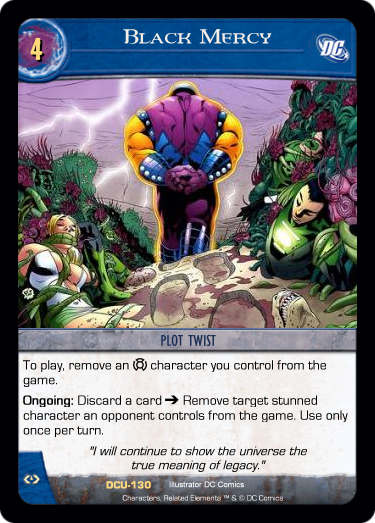 4
BLACK MERCY
DC
PLOT TWIST
To play, remove an character you control from the
game.
Ongoing: Discard a card ➔ Remove target stunned
character an opponent controls from the game. Use only
once per turn.
"I will continue to show the universe the
true meaning of legacy."
DCU-130 Illustrator DC Comics
Characters, Related Elements ™ & © DC Comics